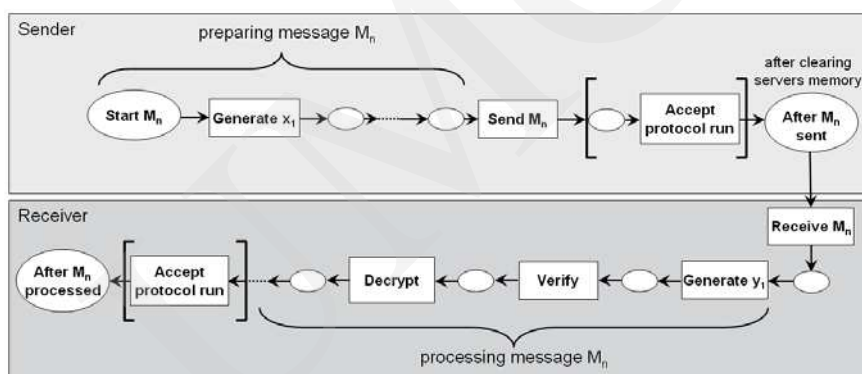 Sender
preparing message Mn
after clearing
servers memory
Start Mn
Generate x1
Send Mn
Accept
protocol run
After Mn
sent
Receiver
Receive Mn
After Mn
processed
Accept
protocol run
Decrypt
Verify
Generate y1
processing message Mn